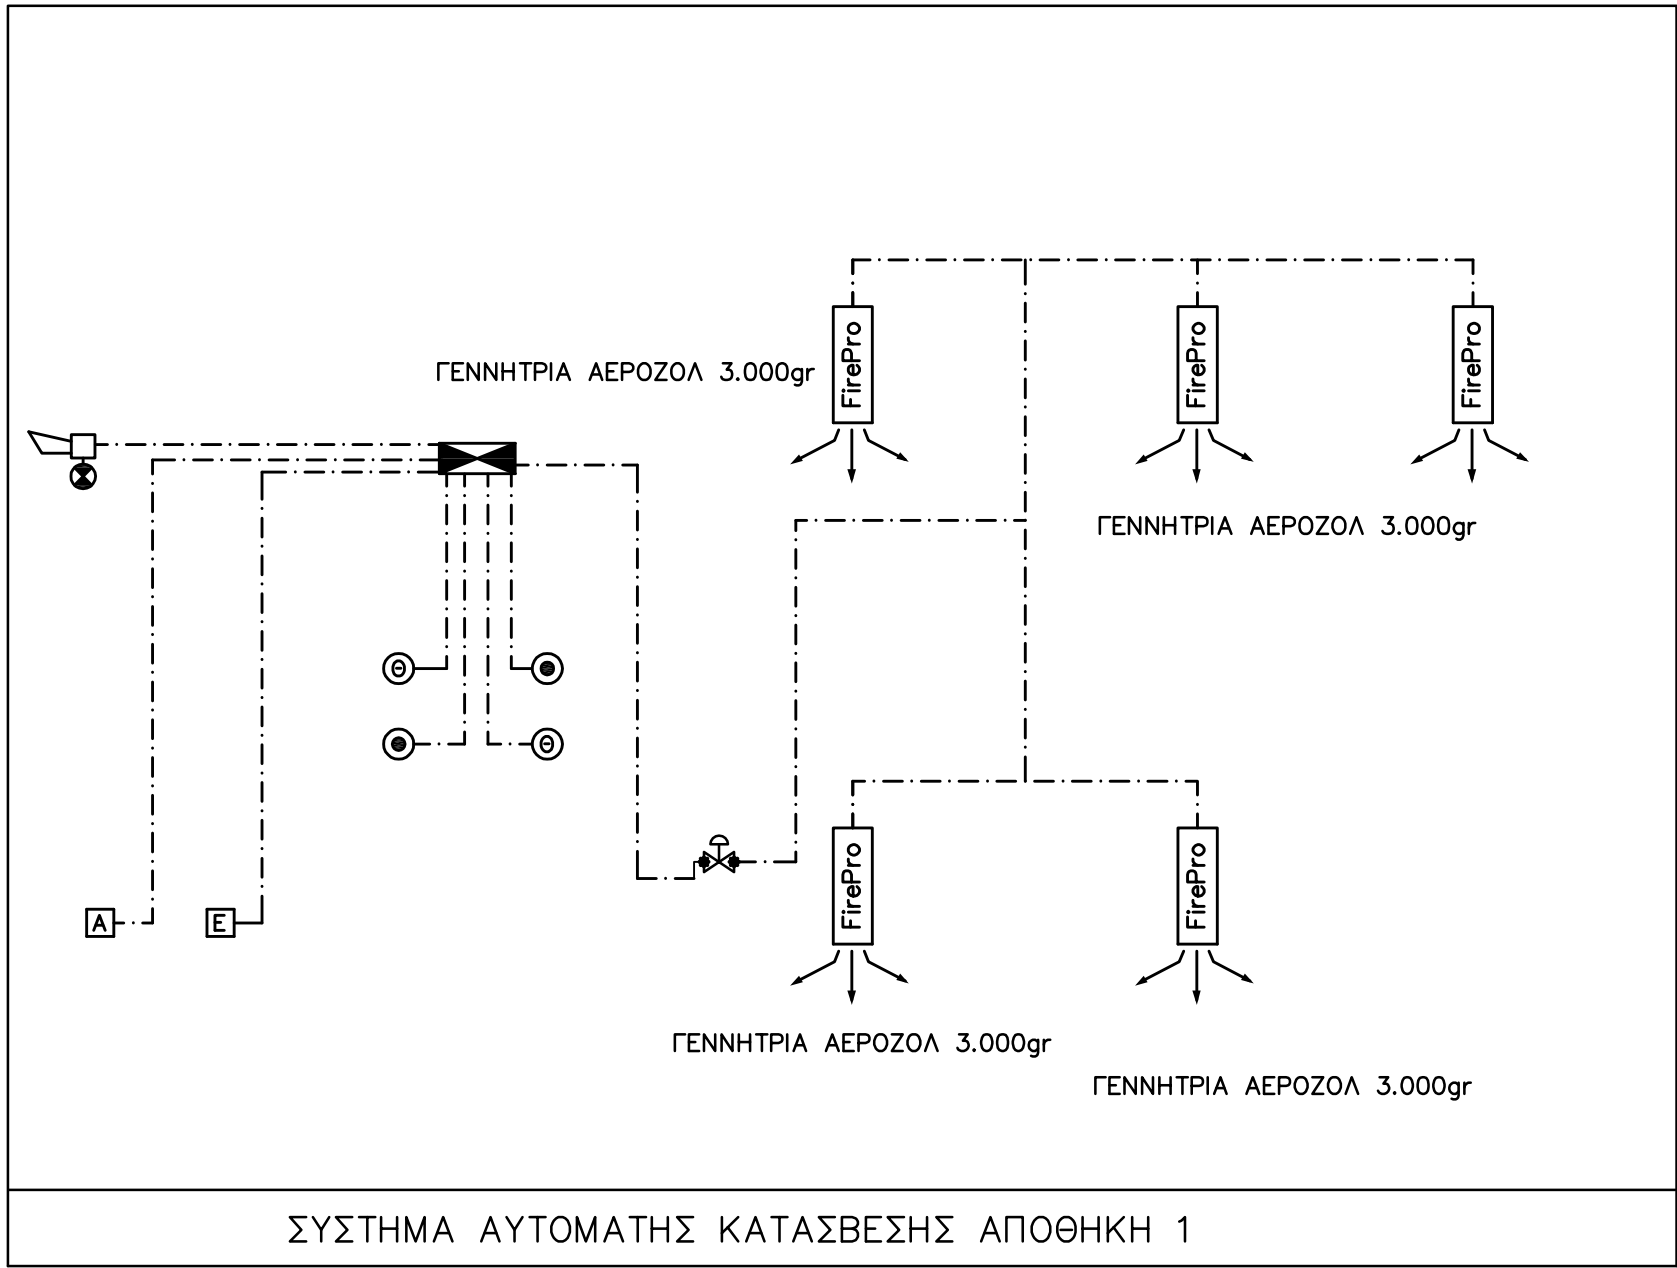 FirePro
FirePro
FirePro
ΓΕΝΝΗΤΡΙΑ ΑΕΡΟΖΟΛ 3.000gr
ΓΕΝΝΗΤΡΙΑ ΑΕΡΟΖΟΛ 3.000gr
Θ
Θ
A
E
FirePro
FirePro
ΓΕΝΝΗΤΡΙΑ ΑΕΡΟΖΟΛ 3.000gr
ΓΕΝΝΗΤΡΙΑ ΑΕΡΟΖΟΛ 3.000gr
ΣΥΣΤΗΜΑ ΑΥΤΟΜΑΤΗΣ ΚΑΤΑΣΒΕΣΗΣ ΑΠΟΘΗΚΗ 1